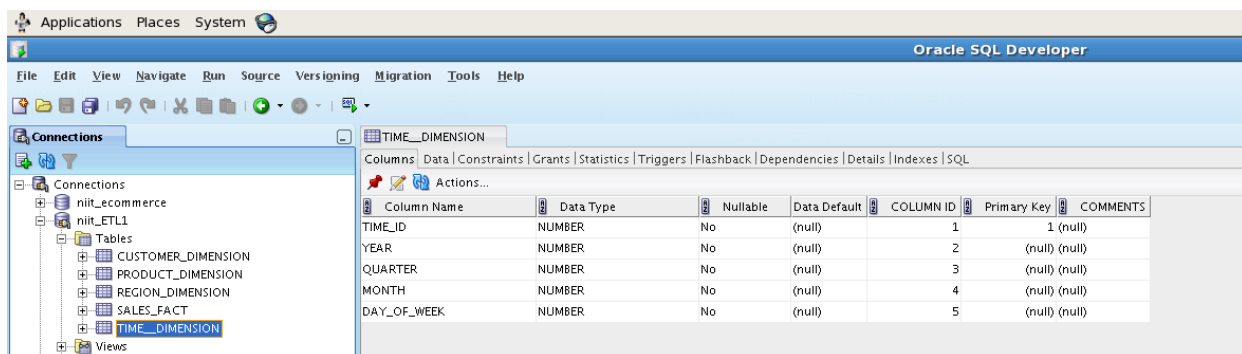 Applications Places System
Oracle SQL Developer
File Edit View Navigate Run Source Versioning Migration Tools Help
Connections
TIME__DIMENSION
Columns Data Constraints Grants Statistics Triggers Flashback Dependencies Details Indexes SQL
Actions...
Connections
niit_ecommerce
niit_ETL1
Tables
CUSTOMER_DIMENSION
PRODUCT_DIMENSION
REGION_DIMENSION
SALES_FACT
TIME__DIMENSION
Views
Column Name Data Type Nullable Data Default COLUMN ID Primary Key COMMENTS
TIME_ID NUMBER No (null) 1 1 (null)
YEAR NUMBER No (null) 2 (null) (null)
QUARTER NUMBER No (null) 3 (null) (null)
MONTH NUMBER No (null) 4 (null) (null)
DAY_OF_WEEK NUMBER No (null) 5 (null) (null)